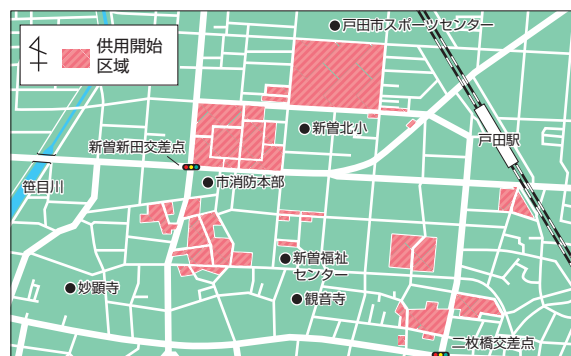 戸田市スポーツセンター
供用開始
区域
新曽北小
戸田駅
新曽新田交差点
笹目川
市消防本部
新曽福祉
センター
妙顕寺
観音寺
二枚橋交差点